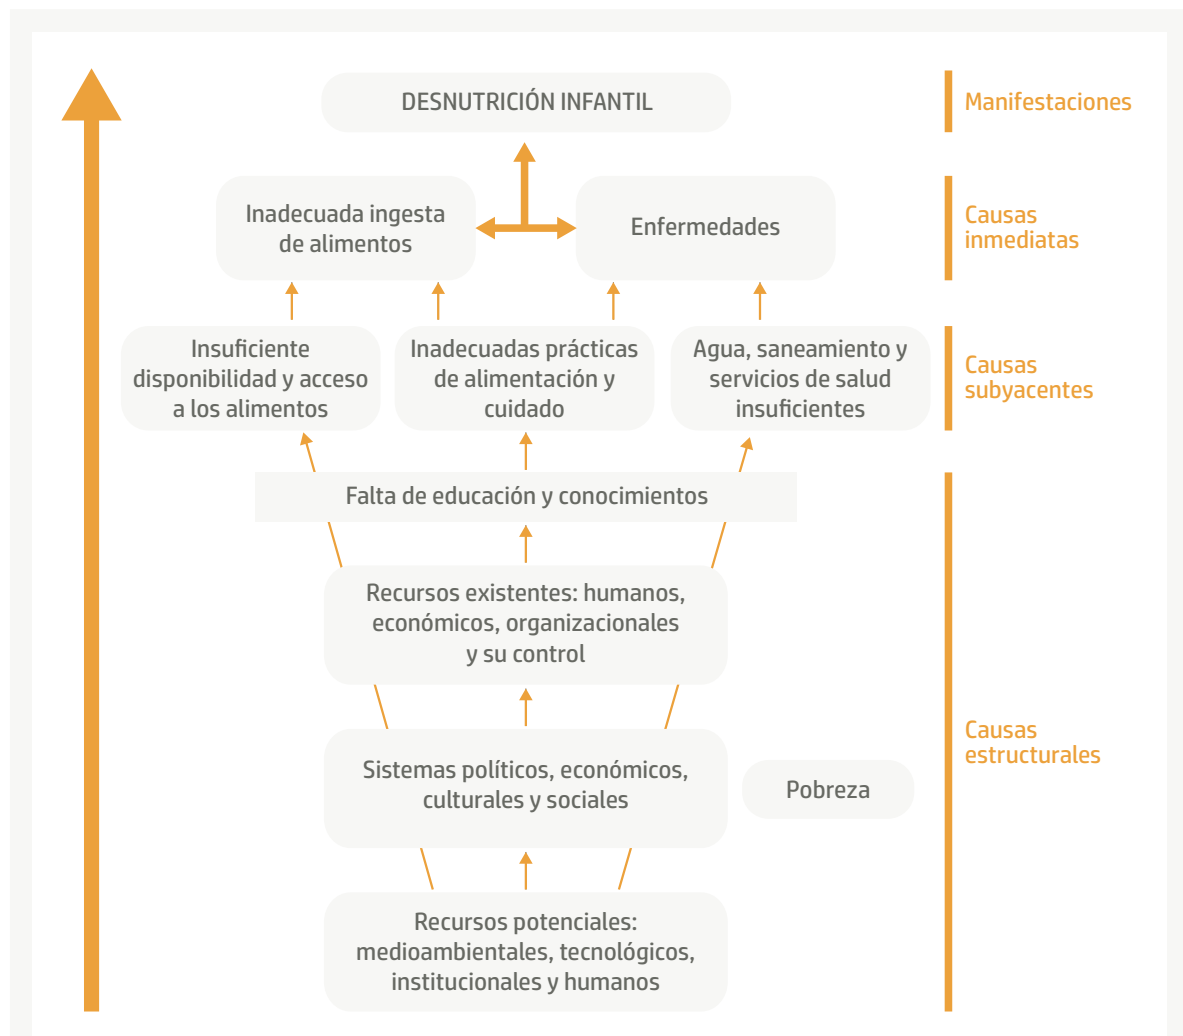 DESNUTRICIÓN INFANTIL
Manifestaciones
Inadecuada ingesta
de alimentos
Enfermedades
Causas
inmediatas
Insuficiente
disponibilidad y acceso
a los alimentos
Inadecuadas prácticas
de alimentación y
cuidado
Agua, saneamiento y
servicios de salud
insuficientes
Causas
subyacentes
Falta de educación y conocimientos
Recursos existentes: humanos,
económicos, organizacionales
y su control
Sistemas políticos, económicos,
culturales y sociales
Pobreza
Causas
estructurales
Recursos potenciales:
medioambientales, tecnológicos,
institucionales y humanos